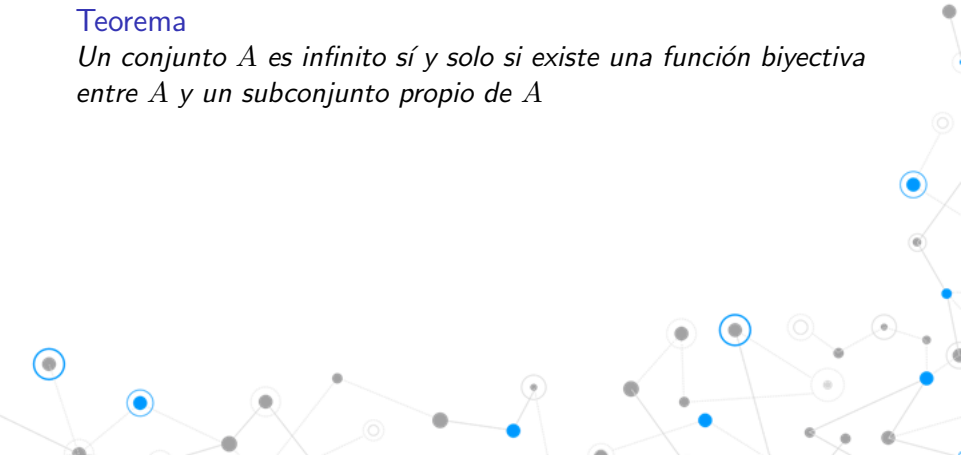 Teorema
Un conjunto A es infinito sí y solo si existe una función biyectiva
entre A y un subconjunto propio de A